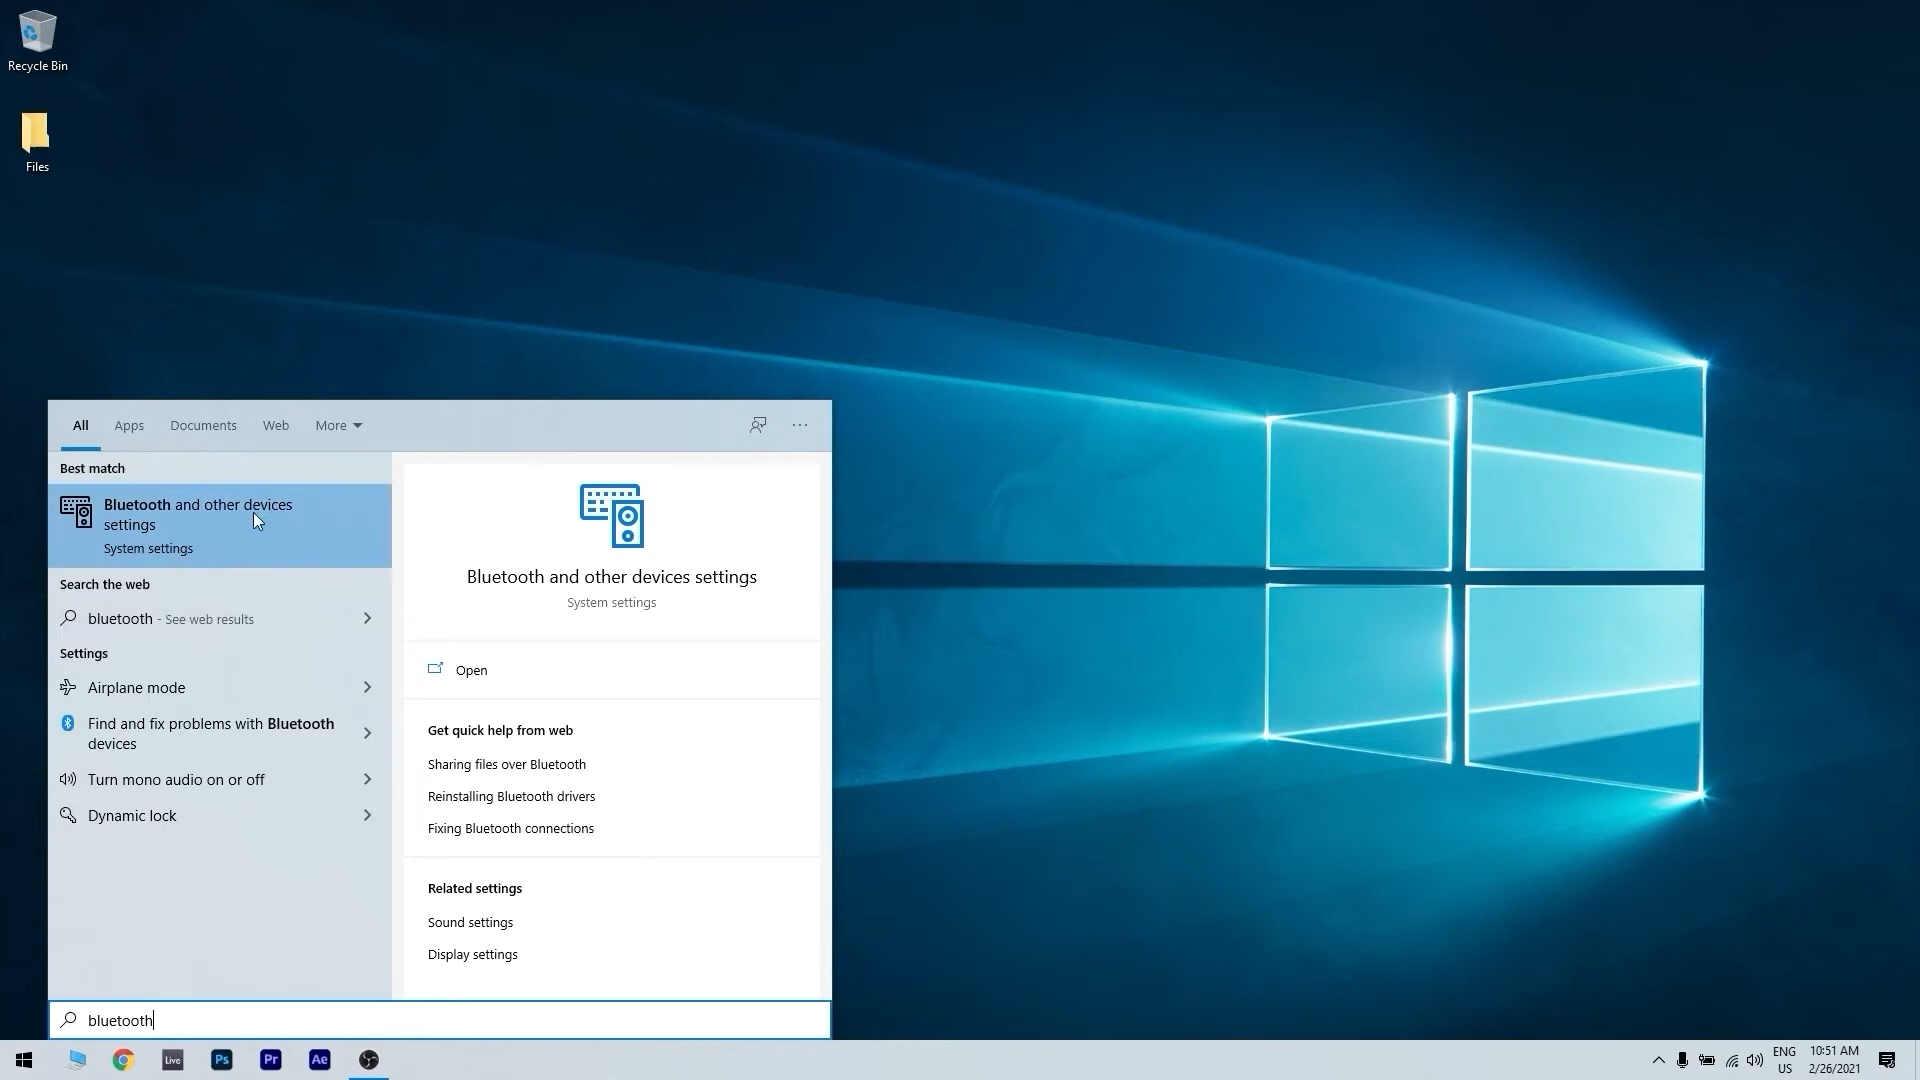 Recycle Bin
Files
All Apps Documents Web More
Best match
Bluetooth and other devices
settings
System settings
Search the web
bluetooth - See web results
Settings
Airplane mode
Find and fix problems with Bluetooth
devices
Turn mono audio on or off
Dynamic lock
Bluetooth and other devices settings
System settings
Open
Get quick help from web
Sharing files over Bluetooth
Reinstalling Bluetooth drivers
Fixing Bluetooth connections
Related settings
Sound settings
Display settings
bluetooth
Live Ps Pr Ae
ENG
US
10:51 AM
2/26/2021